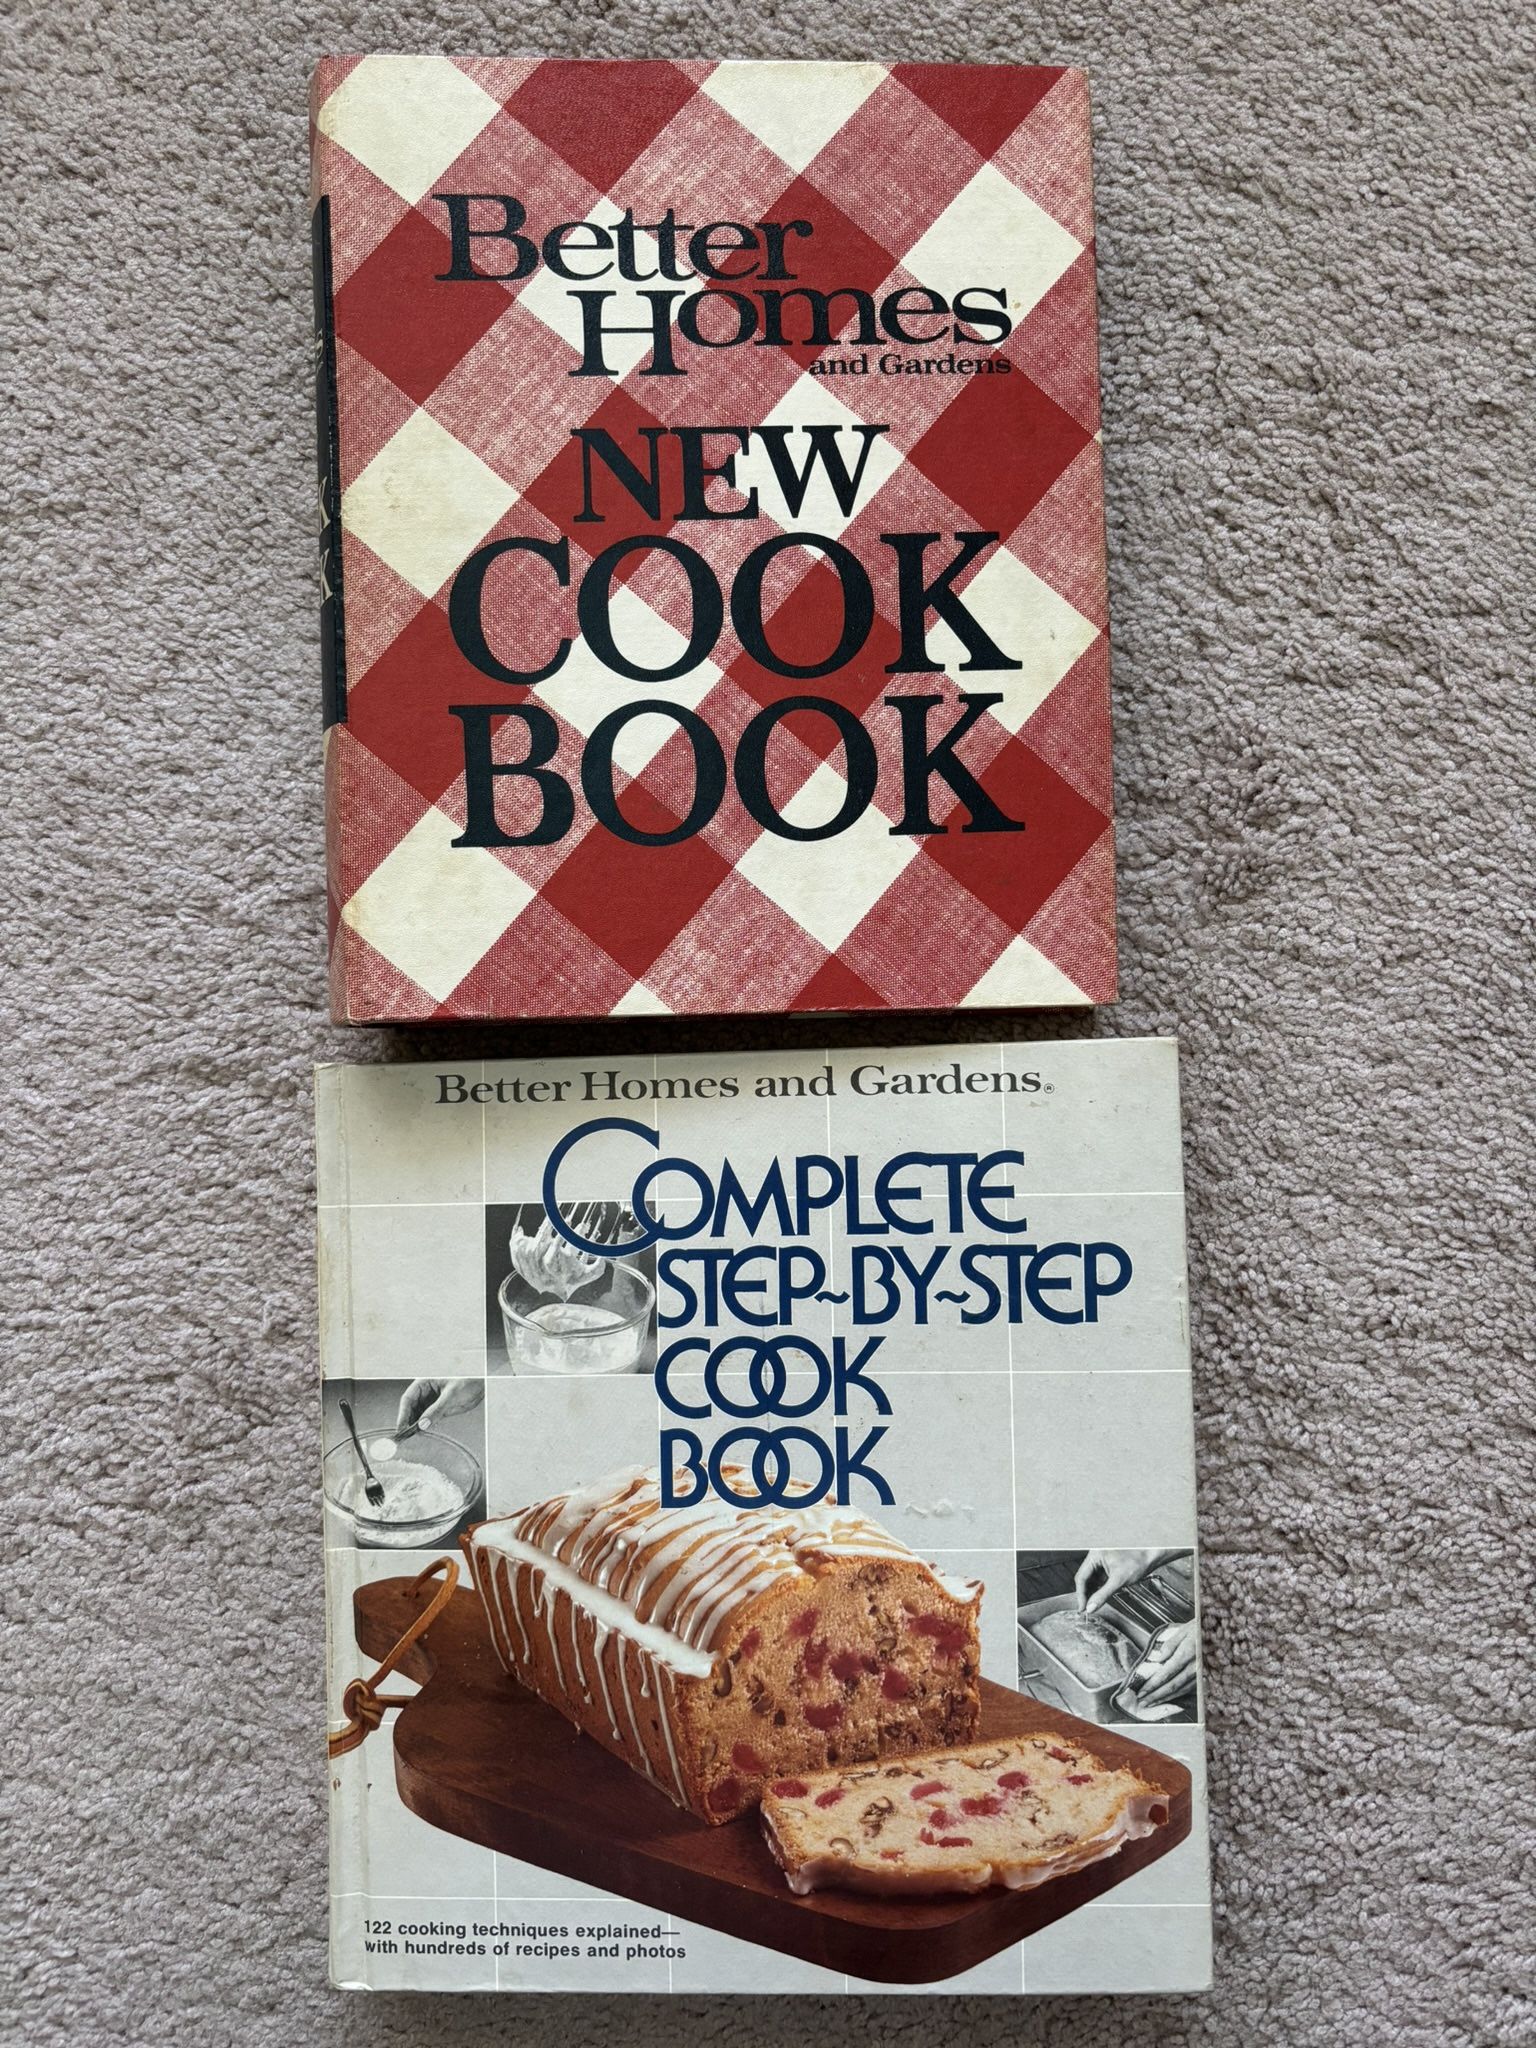 Better
Homes
and Gardens
NEW
COOK
BOOK
Better Homes and Gardens®
COMPLETE
STEP~BY~STEP
COOK
BOOK
122 cooking techniques explained—
with hundreds of recipes and photos